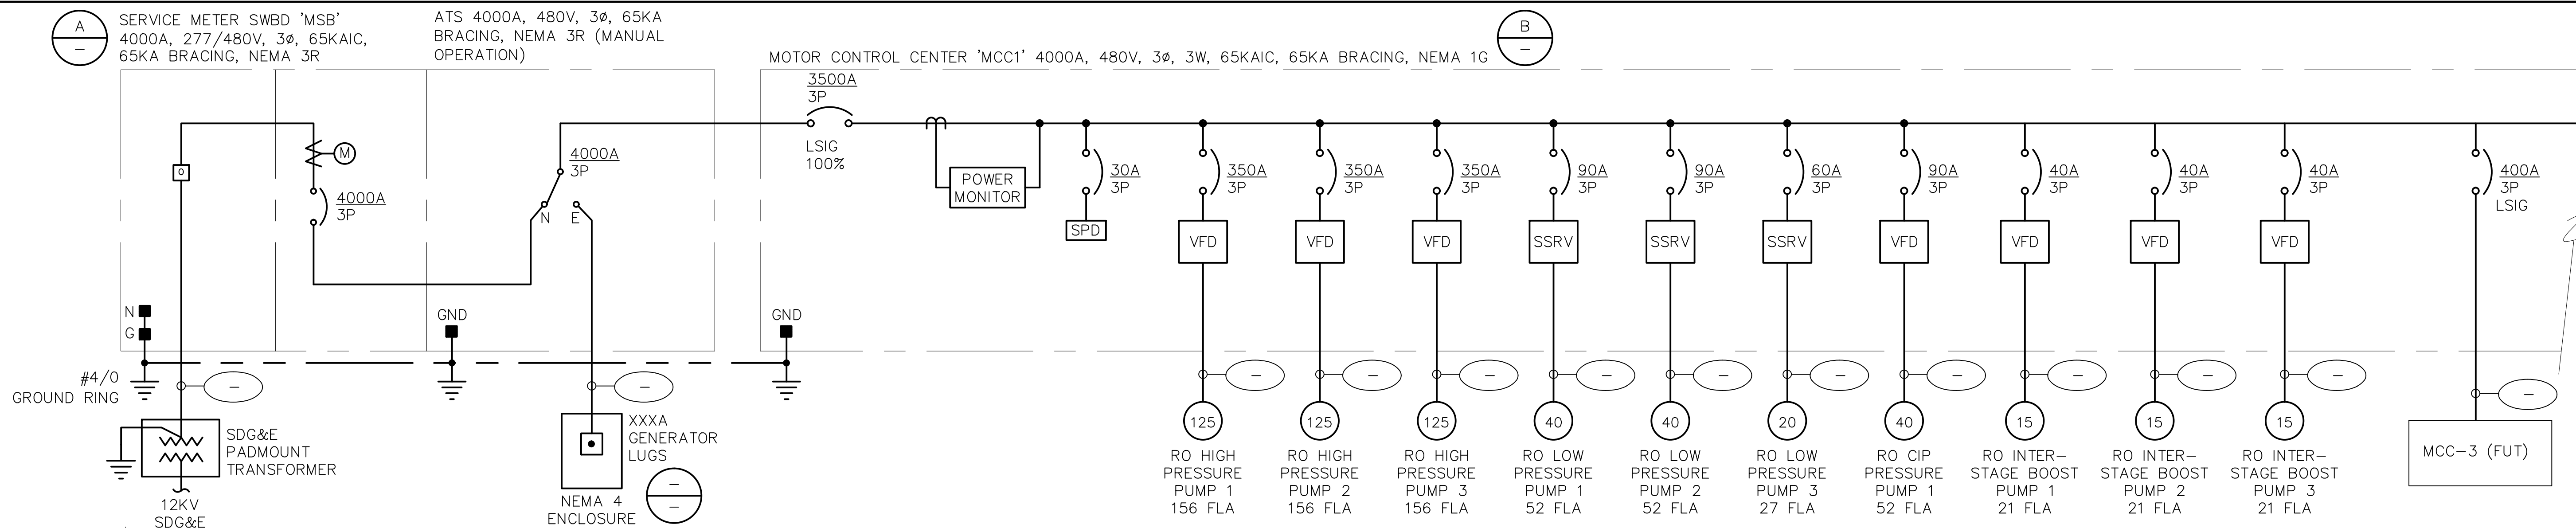 A
–
SERVICE METER SWBD 'MSB'
4000A, 277/480V, 3ø, 65KAIC,
65KA BRACING, NEMA 3R
ATS 4000A, 480V, 3ø, 65KA
BRACING, NEMA 3R (MANUAL
OPERATION)
MOTOR CONTROL CENTER 'MCC1' 4000A, 480V, 3ø, 3W, 65KAIC, 65KA BRACING, NEMA 1G
B
–
M
4000A
3P
4000A
3P
N
E
3500A
3P
LSIG
100%
POWER
MONITOR
30A
3P
SPD
350A
3P
VFD
350A
3P
VFD
350A
3P
VFD
90A
3P
SSRV
90A
3P
SSRV
60A
3P
SSRV
90A
3P
VFD
40A
3P
VFD
40A
3P
VFD
40A
3P
VFD
400A
3P
LSIG
N
G
GND
GND
#4/0
GROUND RING
–
–
–
–
–
–
–
–
–
–
–
–
–
SDG&E
PADMOUNT
TRANSFORMER
12KV
SDG&E
XXXA
GENERATOR
LUGS
NEMA 4
ENCLOSURE
–
–
125
RO HIGH
PRESSURE
PUMP 1
156 FLA
125
RO HIGH
PRESSURE
PUMP 2
156 FLA
125
RO HIGH
PRESSURE
PUMP 3
156 FLA
40
RO LOW
PRESSURE
PUMP 1
52 FLA
40
RO LOW
PRESSURE
PUMP 2
52 FLA
20
RO LOW
PRESSURE
PUMP 3
27 FLA
40
RO CIP
PRESSURE
PUMP 1
52 FLA
15
RO INTER–
STAGE BOOST
PUMP 1
21 FLA
15
RO INTER–
STAGE BOOST
PUMP 2
21 FLA
15
RO INTER–
STAGE BOOST
PUMP 3
21 FLA
MCC–3 (FUT)